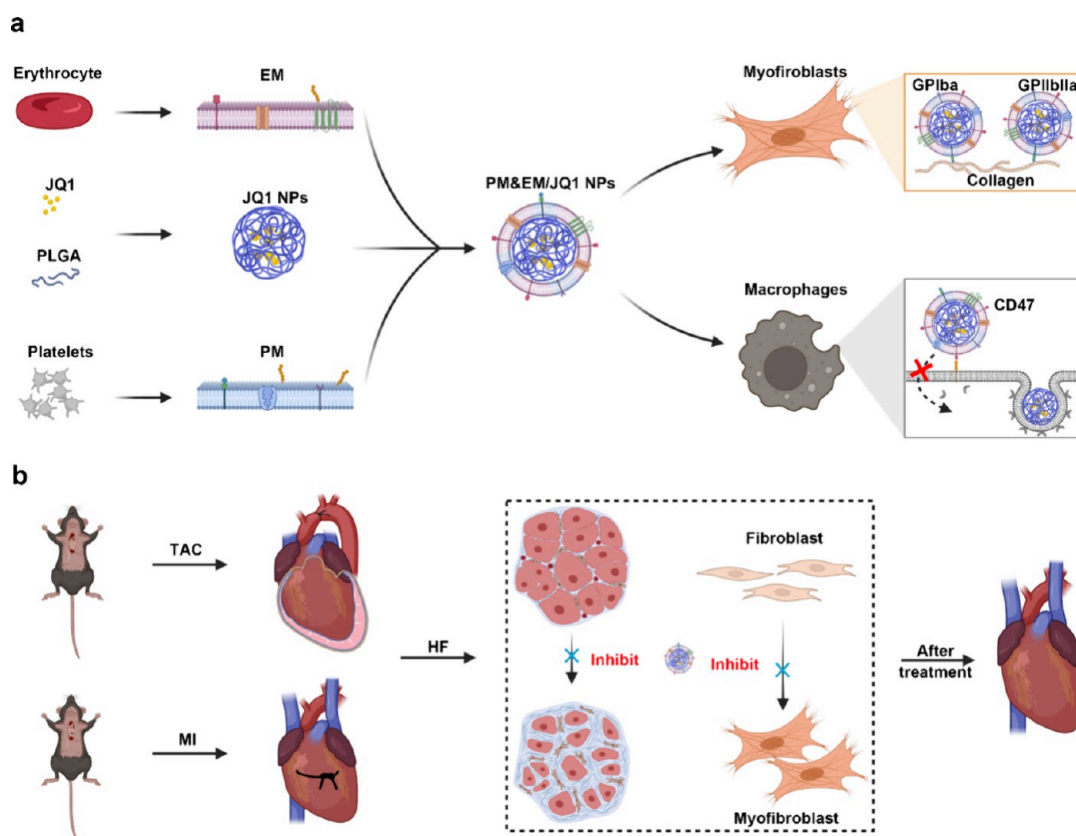 a
Erythrocyte
EM
JQ1
JQ1 NPs
PLGA
Platelets
PM
PM&EM/JQ1 NPs
Myofiroblasts
GPIba
GPIIbIIa
Collagen
Macrophages
CD47
b
TAC
MI
HF
Fibroblast
Inhibit
Inhibit
Myofibroblast
After
treatment